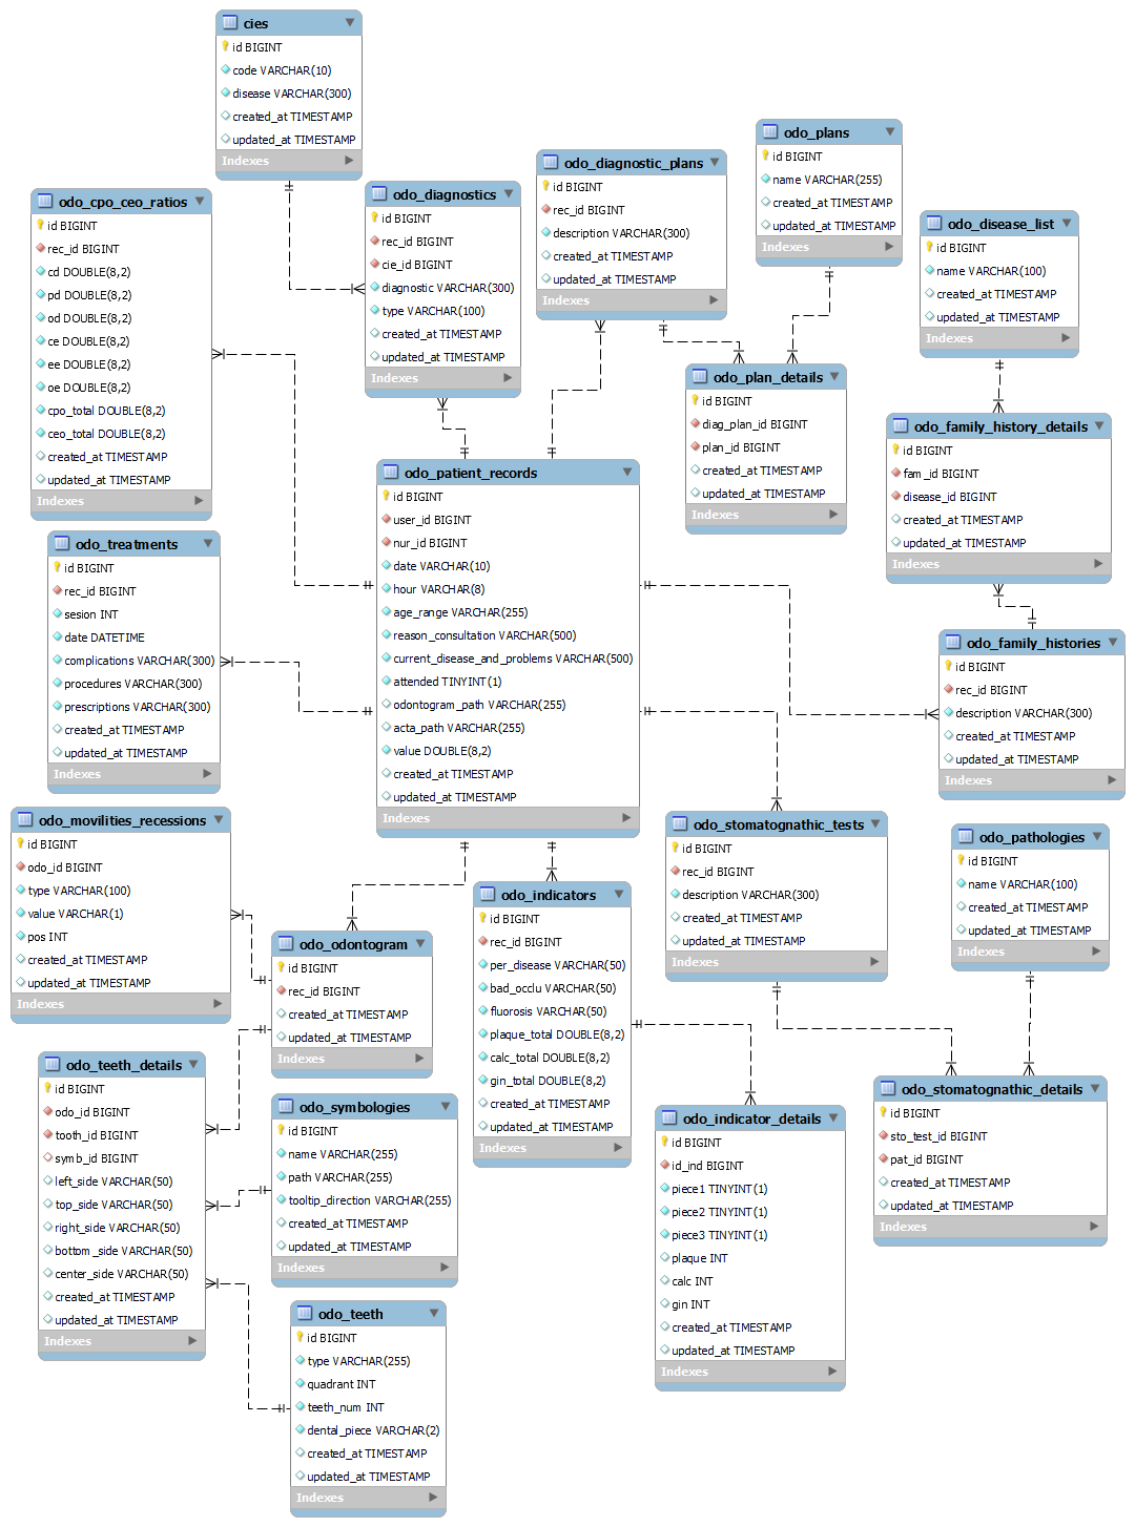 cies
id BIGINT
code VARCHAR(10)
disease VARCHAR(300)
created_at TIMESTAMP
updated_at TIMESTAMP
Indexes
odo_plans
id BIGINT
name VARCHAR(255)
created_at TIMESTAMP
updated_at TIMESTAMP
Indexes
odo_diagnostic_plans
id BIGINT
rec_id BIGINT
description VARCHAR(300)
created_at TIMESTAMP
updated_at TIMESTAMP
Indexes
odo_diagnostics
id BIGINT
rec_id BIGINT
cie_id BIGINT
diagnostic VARCHAR(300)
type VARCHAR(100)
created_at TIMESTAMP
updated_at TIMESTAMP
Indexes
odo_cpo_ceo_ratios
id BIGINT
rec_id BIGINT
cd DOUBLE(8,2)
pd DOUBLE(8,2)
od DOUBLE(8,2)
ce DOUBLE(8,2)
ee DOUBLE(8,2)
oe DOUBLE(8,2)
cpo_total DOUBLE(8,2)
ceo_total DOUBLE(8,2)
created_at TIMESTAMP
updated_at TIMESTAMP
Indexes
odo_disease_list
id BIGINT
name VARCHAR(100)
created_at TIMESTAMP
updated_at TIMESTAMP
Indexes
odo_plan_details
id BIGINT
diag_plan_id BIGINT
plan_id BIGINT
created_at TIMESTAMP
updated_at TIMESTAMP
Indexes
odo_family_history_details
id BIGINT
fam_id BIGINT
disease_id BIGINT
created_at TIMESTAMP
updated_at TIMESTAMP
Indexes
odo_patient_records
id BIGINT
user_id BIGINT
nur_id BIGINT
date VARCHAR(10)
hour VARCHAR(8)
age_range VARCHAR(255)
reason_consultation VARCHAR(500)
current_disease_and_problems VARCHAR(500)
attended TINYINT(1)
odontogram_path VARCHAR(255)
acta_path VARCHAR(255)
value DOUBLE(8,2)
created_at TIMESTAMP
updated_at TIMESTAMP
Indexes
odo_treatments
id BIGINT
rec_id BIGINT
sesion INT
date DATETIME
complications VARCHAR(300)
procedures VARCHAR(300)
prescriptions VARCHAR(300)
created_at TIMESTAMP
updated_at TIMESTAMP
Indexes
odo_family_histories
id BIGINT
rec_id BIGINT
description VARCHAR(300)
created_at TIMESTAMP
updated_at TIMESTAMP
Indexes
odo_movilities_recessions
id BIGINT
odo_id BIGINT
type VARCHAR(100)
value VARCHAR(1)
pos INT
created_at TIMESTAMP
updated_at TIMESTAMP
Indexes
odo_stomatognathic_tests
id BIGINT
rec_id BIGINT
description VARCHAR(300)
created_at TIMESTAMP
updated_at TIMESTAMP
Indexes
odo_pathologies
id BIGINT
name VARCHAR(100)
created_at TIMESTAMP
updated_at TIMESTAMP
Indexes
odo_indicators
id BIGINT
rec_id BIGINT
per_disease VARCHAR(50)
bad_occlu VARCHAR(50)
fluorosis VARCHAR(50)
plaque_total DOUBLE(8,2)
calc_total DOUBLE(8,2)
gin_total DOUBLE(8,2)
created_at TIMESTAMP
updated_at TIMESTAMP
Indexes
odo_odontogram
id BIGINT
rec_id BIGINT
created_at TIMESTAMP
updated_at TIMESTAMP
Indexes
odo_teeth_details
id BIGINT
odo_id BIGINT
tooth_id BIGINT
symb_id BIGINT
left_side VARCHAR(50)
top_side VARCHAR(50)
right_side VARCHAR(50)
bottom_side VARCHAR(50)
center_side VARCHAR(50)
created_at TIMESTAMP
updated_at TIMESTAMP
Indexes
odo_symbologies
id BIGINT
name VARCHAR(255)
path VARCHAR(255)
tooltip_direction VARCHAR(255)
created_at TIMESTAMP
updated_at TIMESTAMP
Indexes
odo_indicator_details
id BIGINT
id_ind BIGINT
piece1 TINYINT(1)
piece2 TINYINT(1)
piece3 TINYINT(1)
plaque INT
calc INT
gin INT
created_at TIMESTAMP
updated_at TIMESTAMP
Indexes
odo_stomatognathic_details
id BIGINT
sto_test_id BIGINT
pat_id BIGINT
created_at TIMESTAMP
updated_at TIMESTAMP
Indexes
odo_teeth
id BIGINT
type VARCHAR(255)
quadrant INT
teeth_num INT
dental_piece VARCHAR(2)
created_at TIMESTAMP
updated_at TIMESTAMP
Indexes